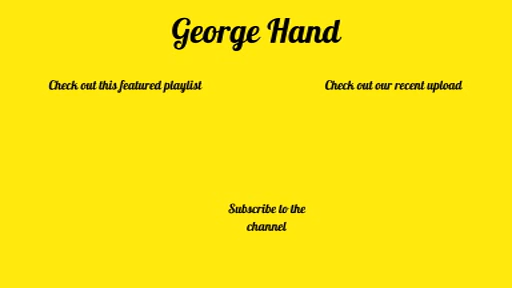 George Hand
Check out this featured playlist
Check out our recent upload
Subscribe to the
channel